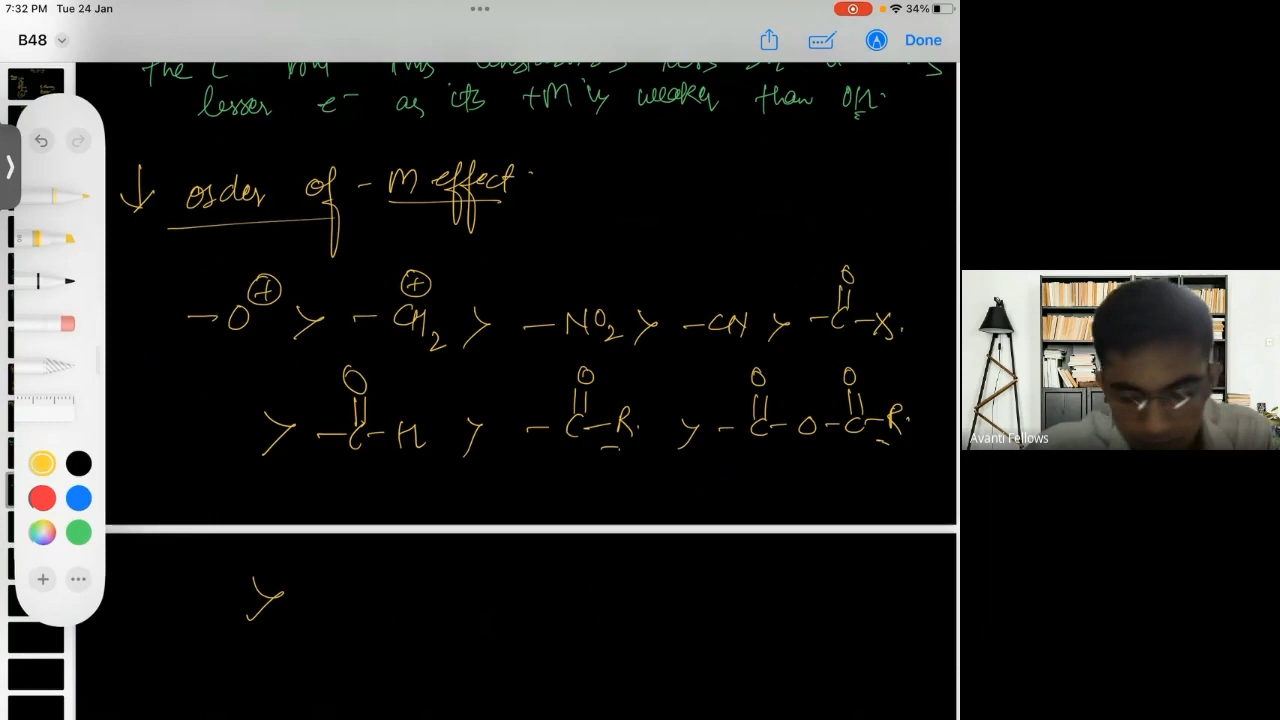 7:32 PM Tue 24 Jan
34%
B48
Done
the
lesser e⁻ as its +M is weaker than OH.
↓ order of - M effect.
-O⊕ > -CH₂⊕ > -NO₂ > -CN > -C(=O)-X.
> -C(=O)-H > -C(=O)-R. > -C(=O)-O-C(=O)-R.
>
Avanti Fellows